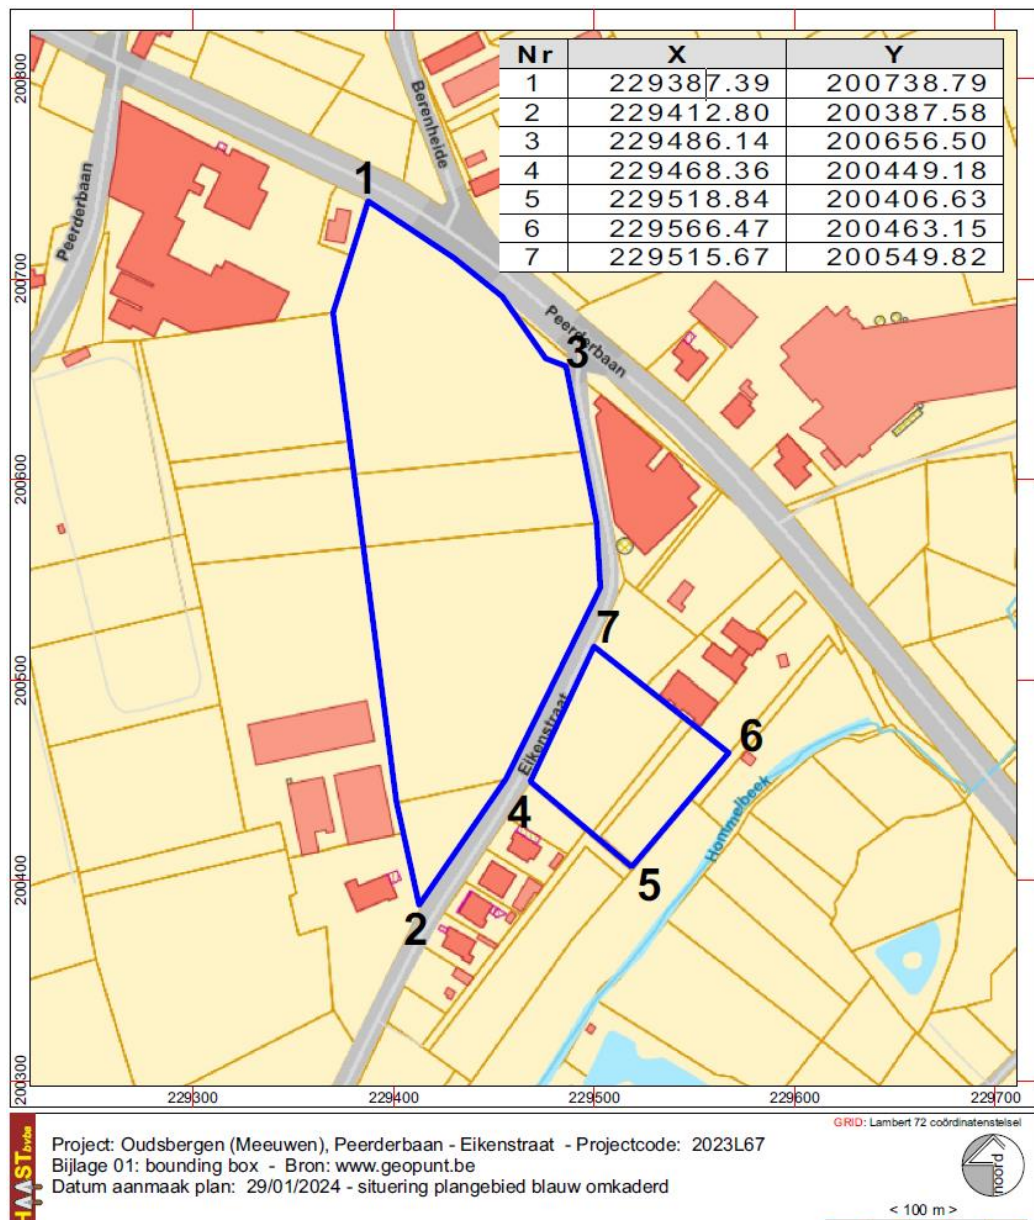 Nr X Y
1 229387.39 200738.79
2 229412.80 200387.58
3 229486.14 200656.50
4 229468.36 200449.18
5 229518.84 200406.63
6 229566.47 200463.15
7 229515.67 200549.82
200800
Berenheide
1
Peerderbaan
200700
Peerderbaan
3
200600
7
200500
Eikenstraat
6
4
Hommelbeek
200400
5
2
200300
229300 229400 229500 229600 229700
GRID: Lambert 72 coördinatenstelsel
HAAST bvba
Project: Oudsbergen (Meeuwen), Peerderbaan - Eikenstraat - Projectcode: 2023L67
Bijlage 01: bounding box - Bron: www.geopunt.be
Datum aanmaak plan: 29/01/2024 - situering plangebied blauw omkaderd
noord
< 100 m >